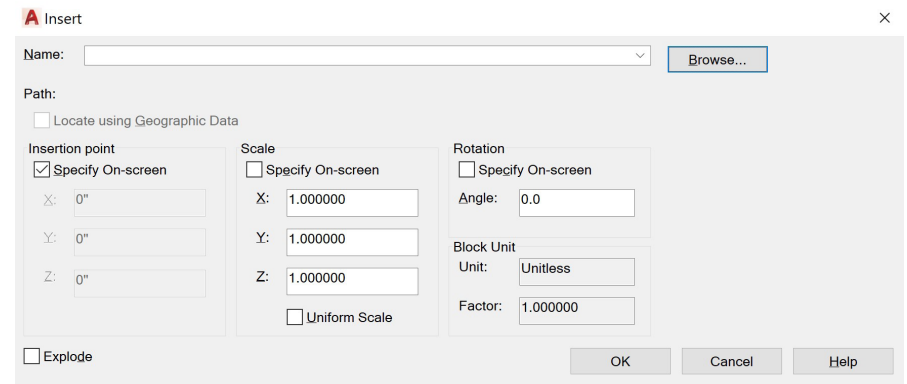 Insert
Name: Browse...
Path:
Locate using Geographic Data
Insertion point
Specify On-screen
X: 0"
Y: 0"
Z: 0"
Scale
Specify On-screen
X: 1.000000
Y: 1.000000
Z: 1.000000
Uniform Scale
Rotation
Specify On-screen
Angle: 0.0
Block Unit
Unit: Unitless
Factor: 1.000000
Explode
OK Cancel Help